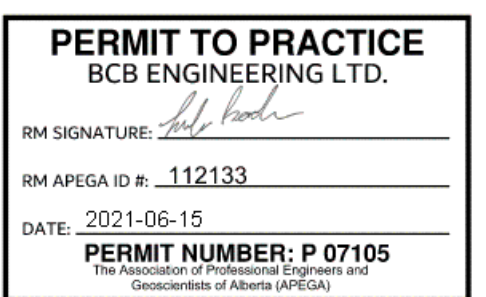 PERMIT TO PRACTICE
BCB ENGINEERING LTD.
RM SIGNATURE:
RM APEGA ID #: 112133
DATE: 2021-06-15
PERMIT NUMBER: P 07105
The Association of Professional Engineers and
Geoscientists of Alberta (APEGA)